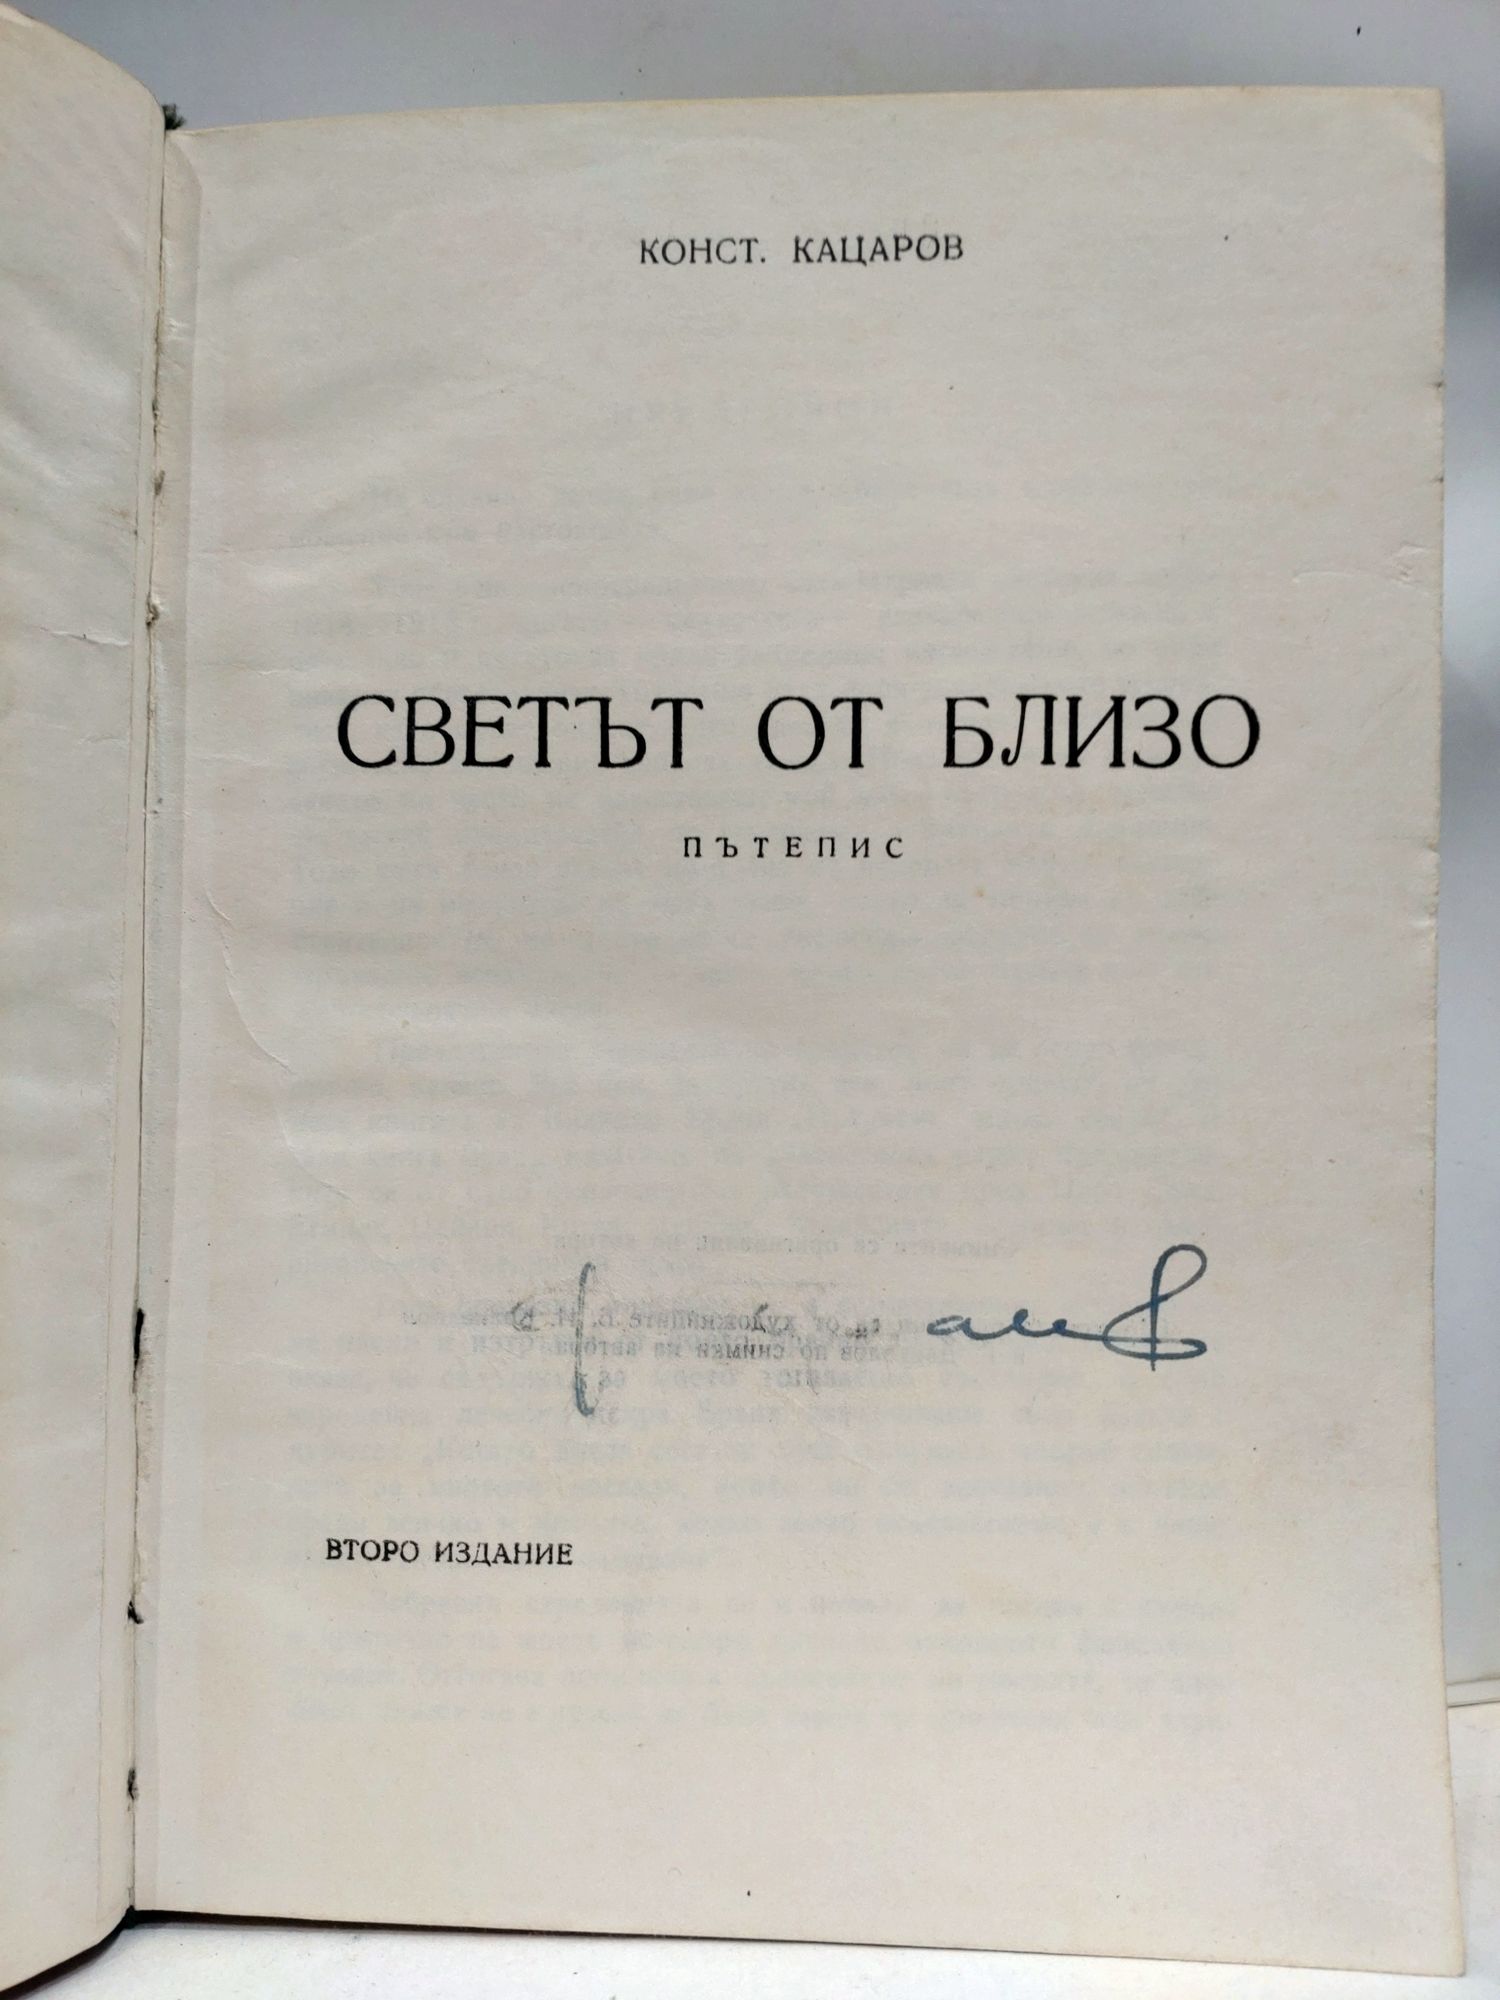 КОНСТ. КАЦАРОВ
СВЕТЪТ ОТ БЛИЗО
ПЪТЕПИС
ВТОРО ИЗДАНИЕ